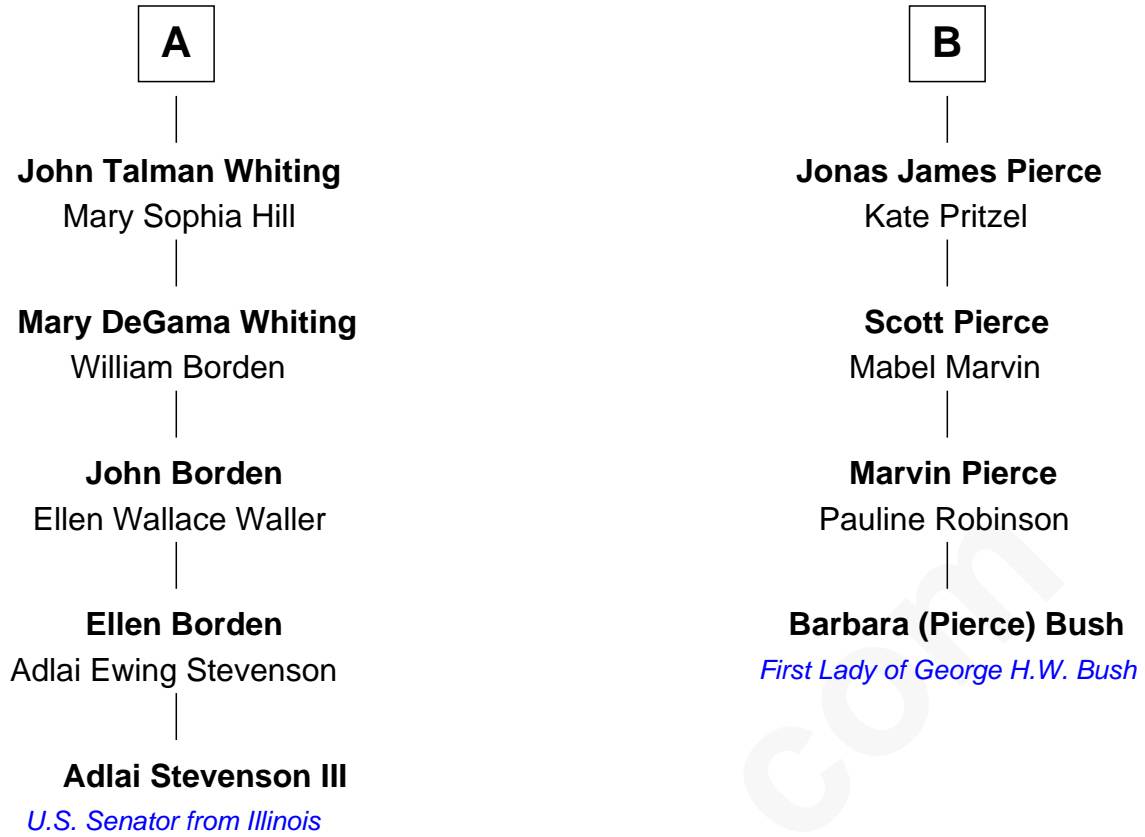 A
John Talman Whiting
Mary Sophia Hill
Mary DeGama Whiting
William Borden
John Borden
Ellen Wallace Waller
Ellen Borden
Adlai Ewing Stevenson
Adlai Stevenson III
U.S. Senator from Illinois
B
Jonas James Pierce
Kate Pritzel
Scott Pierce
Mabel Marvin
Marvin Pierce
Pauline Robinson
Barbara (Pierce) Bush
First Lady of George H.W. Bush
com